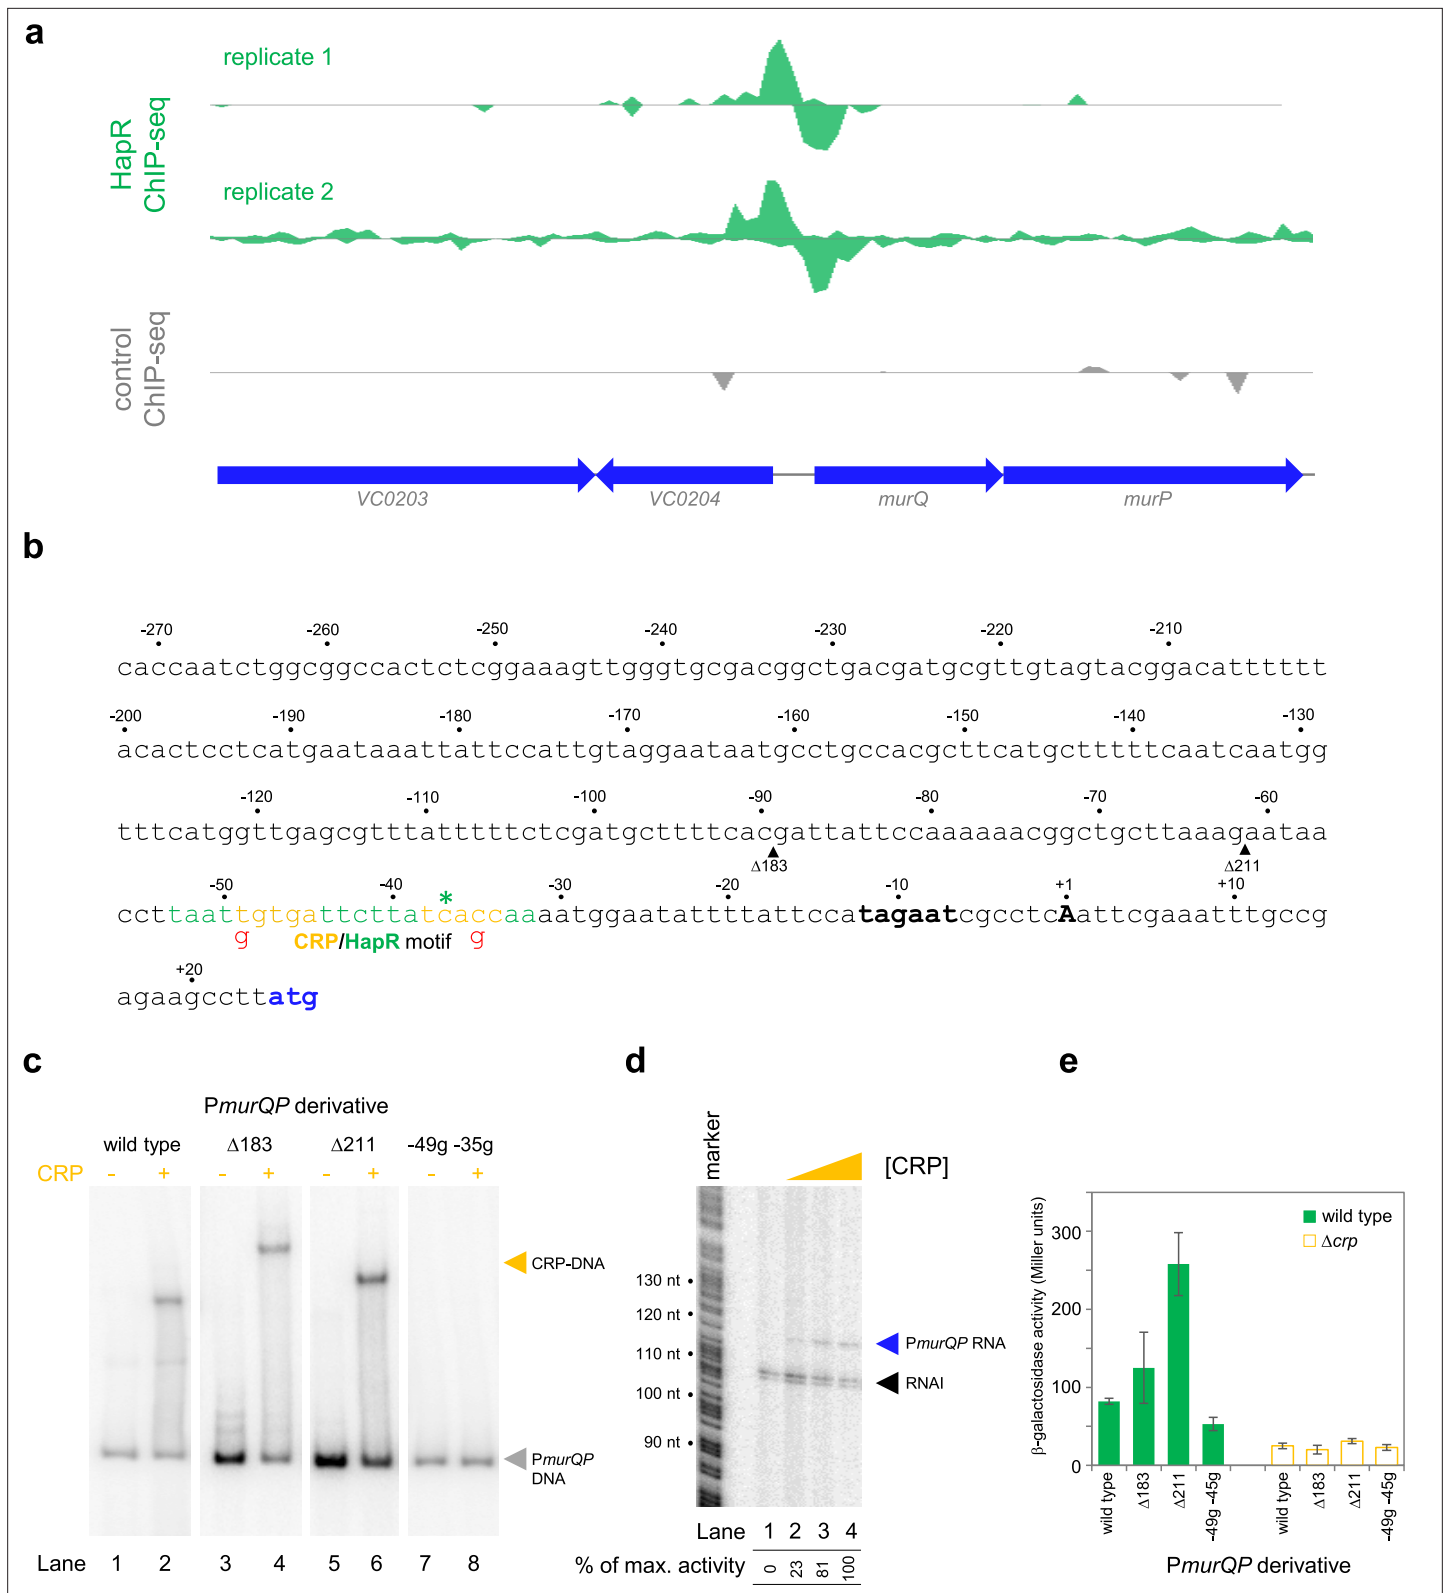 a
HapR
ChIP-seq
replicate 1
replicate 2
control
ChIP-seq
VC0203
VC0204
murQ
murP
b
-270 -260 -250 -240 -230 -220 -210
caccaatctggcggccactctcggaaagttgggtgcgacggctgacgatgcgttgtagtacggacatttttt
-200 -190 -180 -170 -160 -150 -140 -130
acactcctcatgaataaattattccattgtaggaataatgcctgccacgcttcatgctttttcaatcaatgg
-120 -110 -100 -90 -80 -70 -60
tttcatggttgagcgtttatttttctcgatgcttttcacgattattccaaaaaacggctgcttaaagaataa
▲ ▲
Δ183 Δ211
-50 -40 * -30 -20 -10 +1 +10
ccttaattgtgattcttatcaccaaaatggaatattttattccatagaatcgcctcAattcgaaatttgccg
g CRP/HapR motif g
+20
agaagccttatg
c
PmurQP derivative
wild type Δ183 Δ211 -49g -35g
CRP - + - + - + - +
CRP-DNA
PmurQP
DNA
Lane 1 2 3 4 5 6 7 8
d
marker
[CRP]
130 nt
120 nt
110 nt
100 nt
90 nt
PmurQP RNA
RNAI
Lane 1 2 3 4
% of max. activity 0 23 81 100
e
β-galactosidase activity (Miller units)
300
200
100
0
wild type
Δcrp
wild type Δ183 Δ211 -49g -45g wild type Δ183 Δ211 -49g -45g
PmurQP derivative